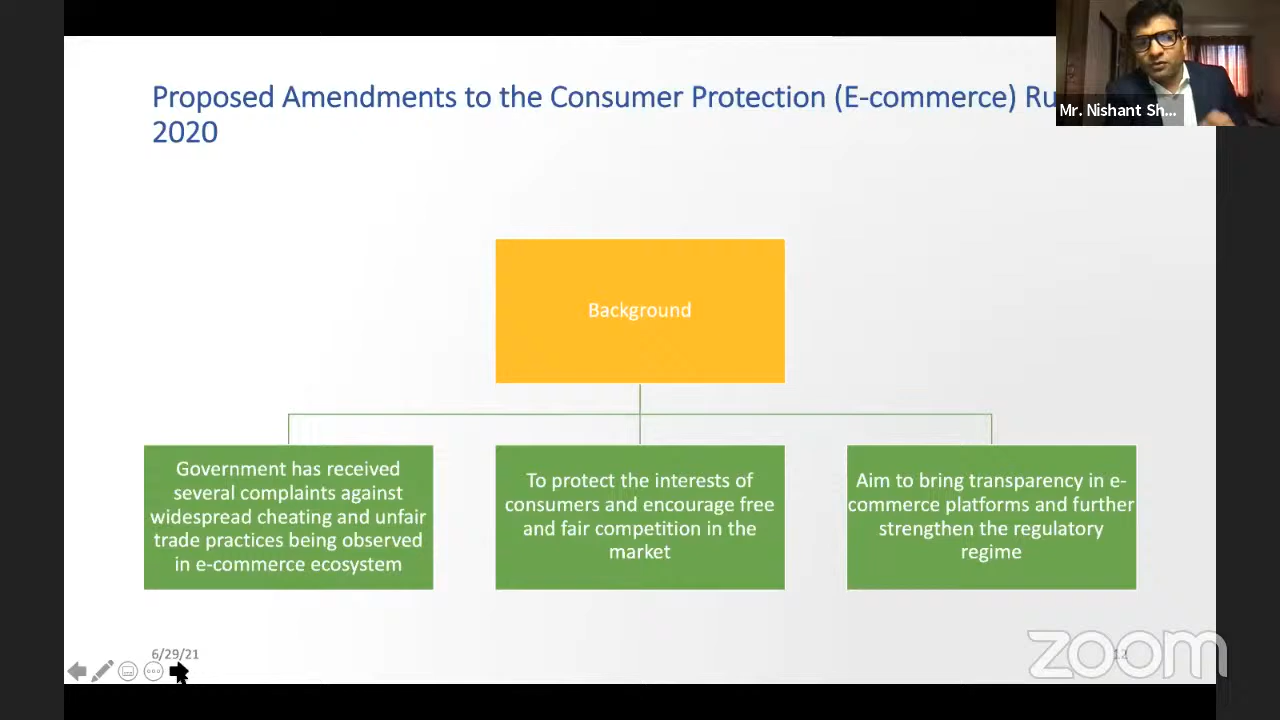 Proposed Amendments to the Consumer Protection (E-commerce) Ru
2020
Mr. Nishant Sh...
Background
Government has received
several complaints against
widespread cheating and unfair
trade practices being observed
in e-commerce ecosystem
To protect the interests of
consumers and encourage free
and fair competition in the
market
Aim to bring transparency in e-
commerce platforms and further
strengthen the regulatory
regime
6/29/21
12
zoom